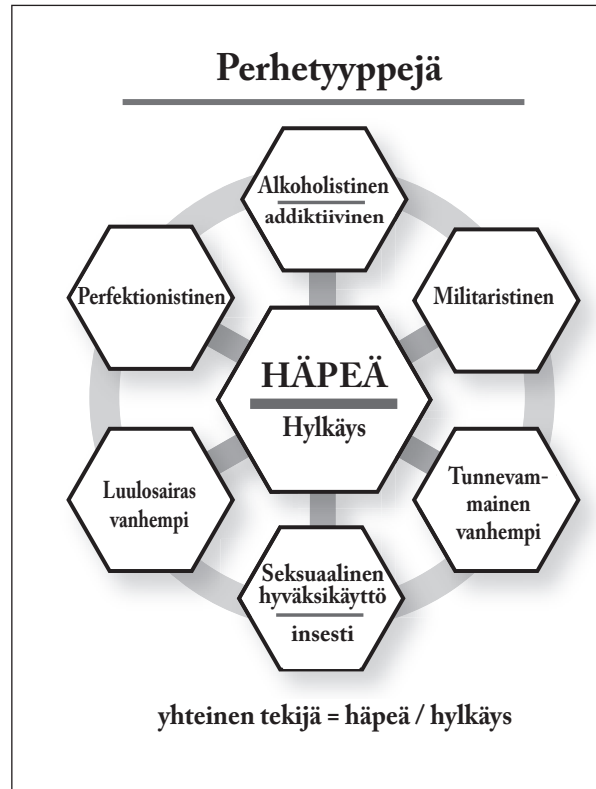 Perhetyyppejä
Alkoholistinen
addiktiivinen
Perfektionistinen
Militaristinen
HÄPEÄ
Hylkäys
Luulosairas
vanhempi
Tunnevam-
mainen
vanhempi
Seksuaalinen
hyväksikäyttö
insesti
yhteinen tekijä = häpeä / hylkäys